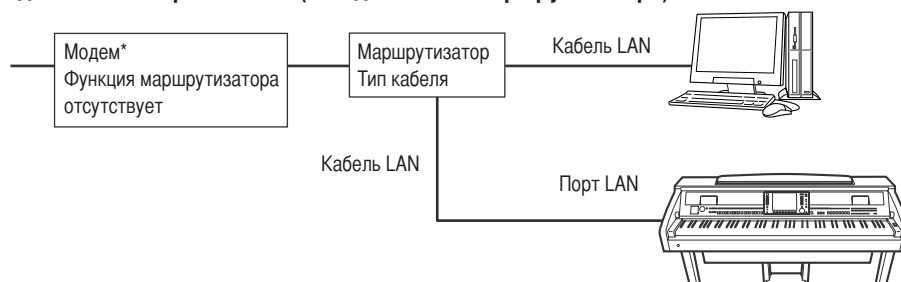 Модем*
Функция маршрутизатора
отсутствует
Маршрутизатор
Тип кабеля
Кабель LAN
Кабель LAN
Порт LAN